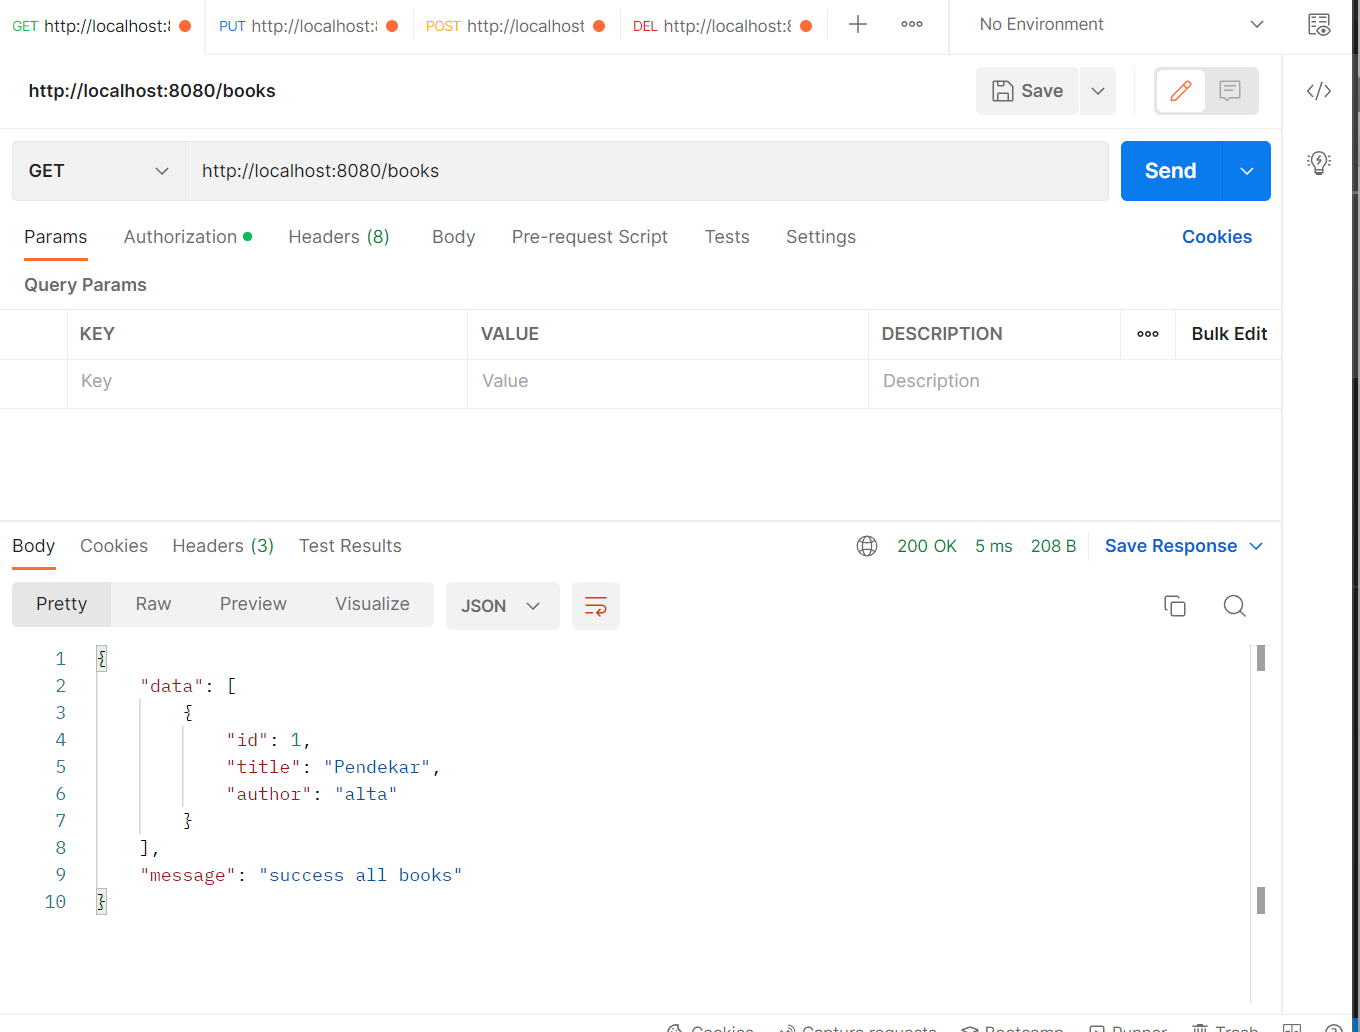 GET http://localhost:8 PUT http://localhost: POST http://localhost DEL http://localhost:8 No Environment
http://localhost:8080/books Save
GET http://localhost:8080/books Send
Params Authorization Headers (8) Body Pre-request Script Tests Settings Cookies
Query Params
KEY VALUE DESCRIPTION Bulk Edit
Key Value Description
Body Cookies Headers (3) Test Results 200 OK 5 ms 208 B Save Response
Pretty Raw Preview Visualize JSON
1 {
2 "data": [
3 {
4 "id": 1,
5 "title": "Pendekar",
6 "author": "alta"
7 }
8 ],
9 "message": "success all books"
10 }
Cookies Capture requests Bootcamp Runner Trash